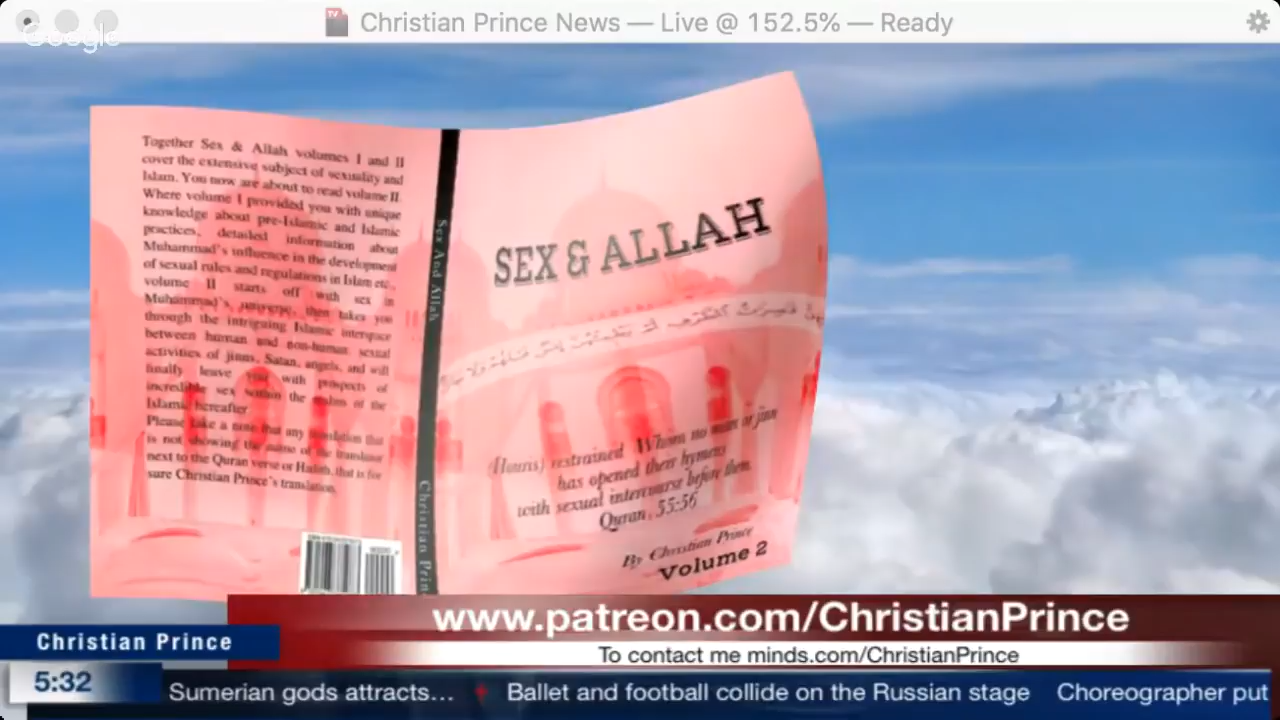 Christian Prince News — Live @ 152.5% — Ready
Google
Together Sex & Allah volumes I and II
cover the extensive subject of sexuality and
Islam. You now are about to read volume II.
Where volume I provided you with unique
knowledge about pre-Islamic and Islamic
practices, detailed information about
Muhammad's influence in the development
of sexual rules and regulations in Islam etc.,
volume II starts off with sex in
Muhammad's universe, then takes you
through the intriguing Islamic interspace
between human and non-human sexual
activities of jinns, Satan, angels, and will
finally leave you with prospects of
incredible sex within the realms of the
Islamic hereafter
Please take a note that any translation that
is not showing the name of the translator
next to the Quran verse or Hadith, that is for
sure Christian Prince's translation.
Sex And Allah
Christian Prin
SEX & ALLAH
(Houris) restrained Whom no man or jinn
has opened their hymens
with sexual intercourse before them.
Quran, 55:56
By Christian Prince
Volume 2
www.patreon.com/ChristianPrince
Christian Prince
To contact me minds.com/ChristianPrince
5:32
Sumerian gods attracts... Ballet and football collide on the Russian stage Choreographer put